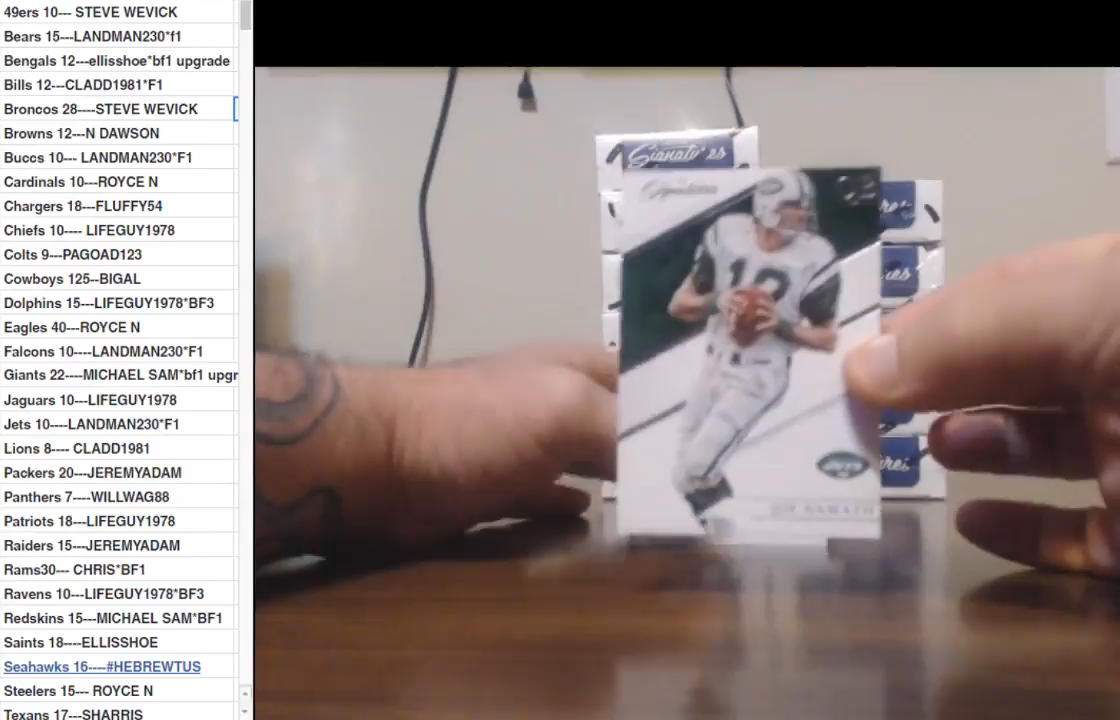 49ers 10--- STEVE WEVICK
Bears 15---LANDMAN230*f1
Bengals 12---ellisshoe*bf1 upgrade
Bills 12---CLADD1981*F1
Broncos 28----STEVE WEVICK
Browns 12---N DAWSON
Buccs 10--- LANDMAN230*F1
Cardinals 10---ROYCE N
Chargers 18---FLUFFY54
Chiefs 10---- LIFEGUY1978
Colts 9---PAGOAD123
Cowboys 125--BIGAL
Dolphins 15---LIFEGUY1978*BF3
Eagles 40---ROYCE N
Falcons 10----LANDMAN230*F1
Giants 22----MICHAEL SAM*bf1 upgr
Jaguars 10---LIFEGUY1978
Jets 10----LANDMAN230*F1
Lions 8---- CLADD1981
Packers 20---JEREMYADAM
Panthers 7----WILLWAG88
Patriots 18---LIFEGUY1978
Raiders 15---JEREMYADAM
Rams30--- CHRIS*BF1
Ravens 10---LIFEGUY1978*BF3
Redskins 15---MICHAEL SAM*BF1
Saints 18----ELLISSHOE
Seahawks 16----#HEBREWTUS
Steelers 15--- ROYCE N
Texans 17---SHARRIS
Signatures
Signatures
12
JETS
JOE NAMATH